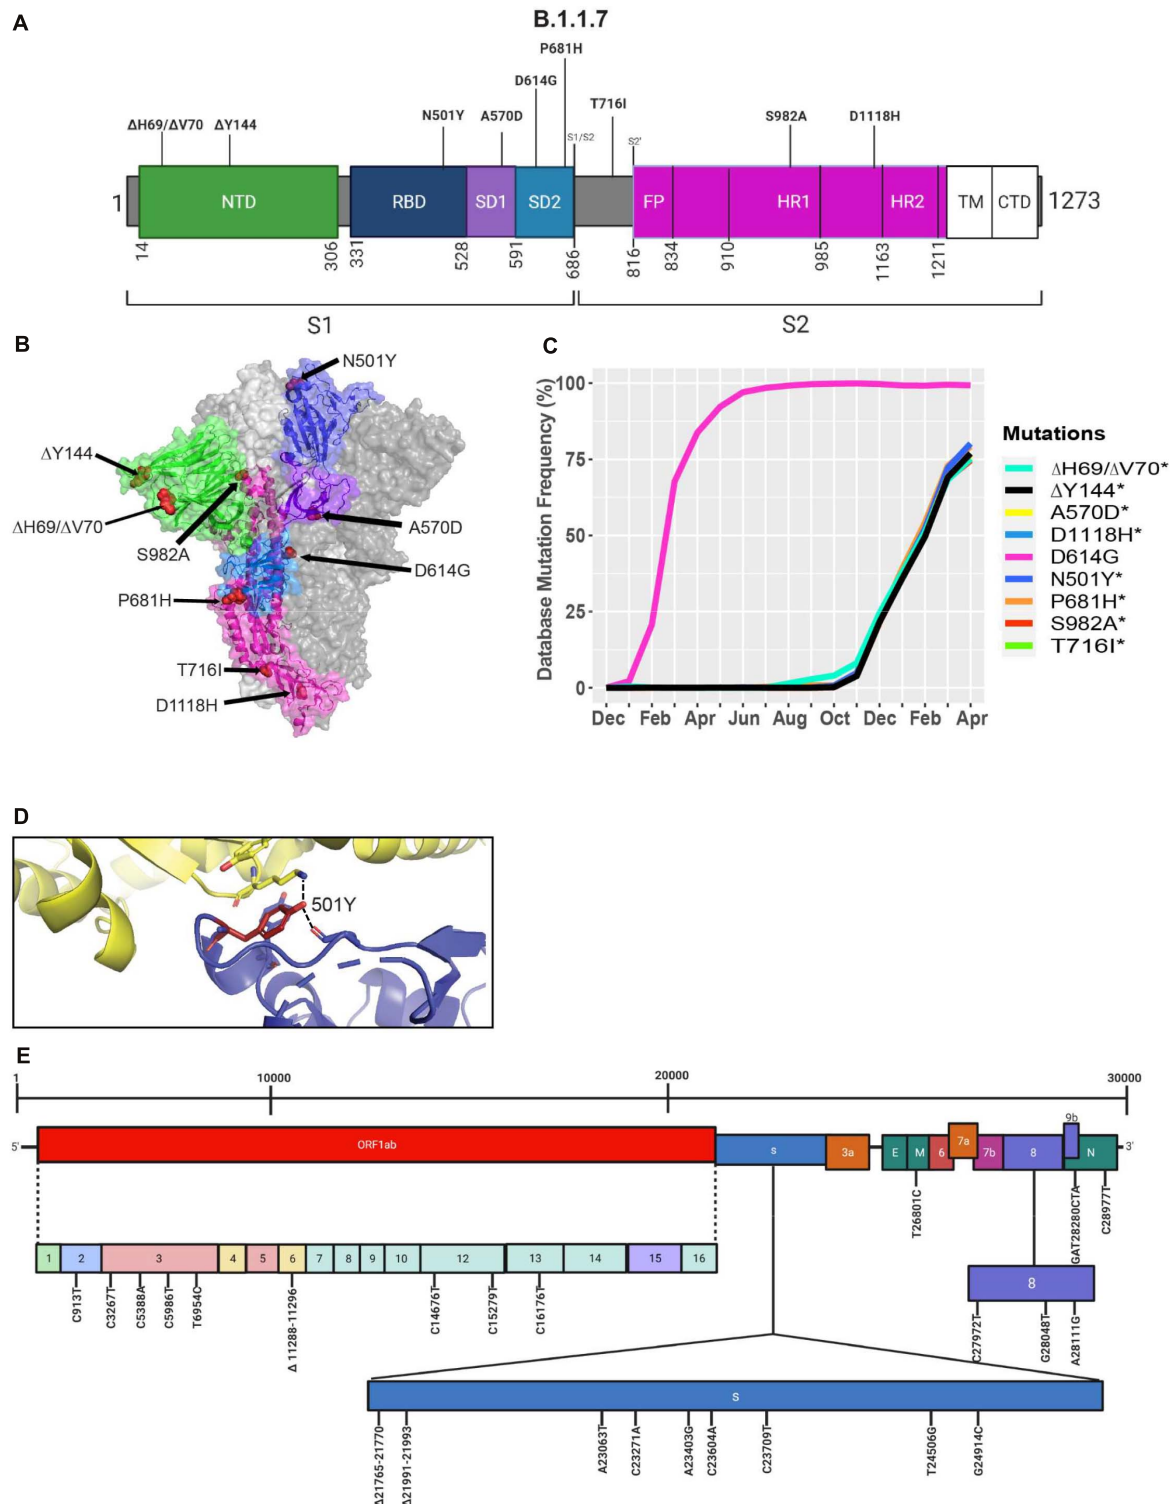 A
B.1.1.7
P681H
D614G
T716I
ΔH69/ΔV70 ΔY144 N501Y A570D S982A D1118H
S1/S2
S2'
1 NTD RBD SD1 SD2 FP HR1 HR2 TM CTD 1273
14 306 331 528 591 686 816 834 910 985 1163 1211
S1 S2
B
N501Y
ΔY144
ΔH69/ΔV70
S982A
A570D
D614G
P681H
T716I
D1118H
C
Database Mutation Frequency (%)
100
75
50
25
0
Dec Feb Apr Jun Aug Oct Dec Feb Apr
Mutations
ΔH69/ΔV70*
ΔY144*
A570D*
D1118H*
D614G
N501Y*
P681H*
S982A*
T716I*
D
501Y
E
1 10000 20000 30000
5' ORF1ab s 3a E M 6 7a 7b 8 9b N 3'
T26801C GAT28280CTA C28977T
1 2 3 4 5 6 7 8 9 10 12 13 14 15 16
C913T C3267T C5388A C5986T T6954C Δ 11288-11296 C14676T C15279T C16176T
8
C27972T G28048T A28111G
S
Δ21765-21770 Δ21991-21993 A23063T C23271A A23403G C23604A C23709T T24506G G24914C